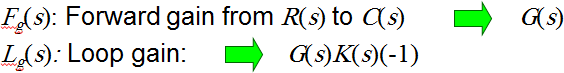 Fg(s): Forward gain from R(s) to C(s) G(s)
Lg(s): Loop gain: G(s)K(s)(-1)